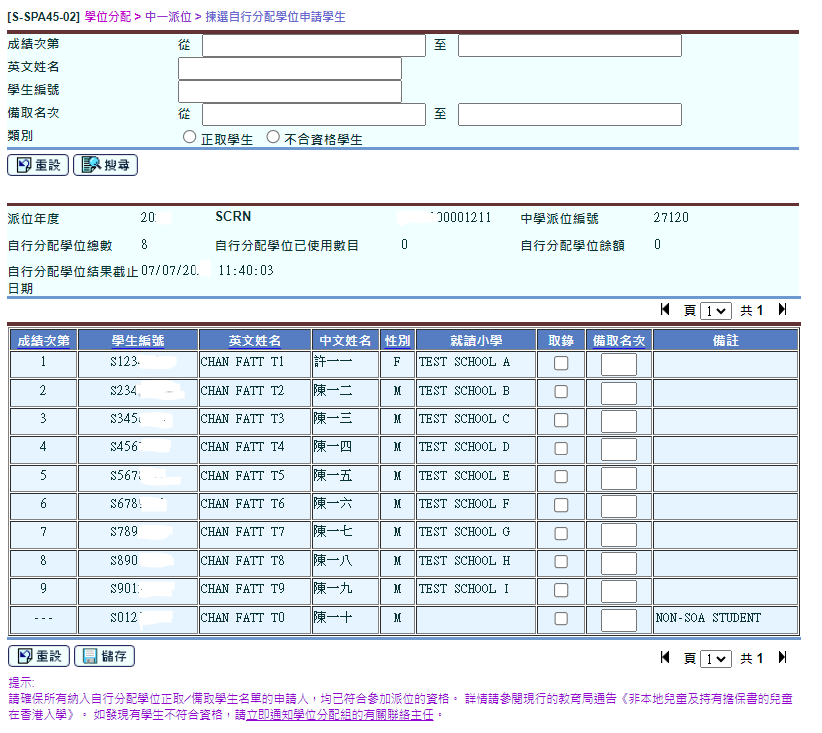 [S-SPA45-02] 學位分配 > 中一派位 > 揀選自行分配學位申請學生
成績次第 從 至
英文姓名
學生編號
備取名次 從 至
類別 正取學生 不合資格學生
重設 搜尋
派位年度 20 SCRN 00001211 中學派位編號 27120
自行分配學位總數 8 自行分配學位已使用數目 0 自行分配學位餘額 0
自行分配學位結果截止 07/07/20 11:40:03
日期
頁 1 共 1
成績次第 學生編號 英文姓名 中文姓名 性別 就讀小學 取錄 備取名次 備註
1 S123 CHAN FATT T1 許一一 F TEST SCHOOL A
2 S234 CHAN FATT T2 陳一二 M TEST SCHOOL B
3 S345 CHAN FATT T3 陳一三 M TEST SCHOOL C
4 S456 CHAN FATT T4 陳一四 M TEST SCHOOL D
5 S567 CHAN FATT T5 陳一五 M TEST SCHOOL E
6 S678 CHAN FATT T6 陳一六 M TEST SCHOOL F
7 S789 CHAN FATT T7 陳一七 M TEST SCHOOL G
8 S890 CHAN FATT T8 陳一八 M TEST SCHOOL H
9 S901 CHAN FATT T9 陳一九 M TEST SCHOOL I
--- S012 CHAN FATT T0 陳一十 M NON-SOA STUDENT
重設 儲存 頁 1 共 1
提示:
請確保所有納入自行分配學位正取/備取學生名單的申請人，均已符合參加派位的資格。 詳情請參閱現行的教育局通告《非本地兒童及持有擔保書的兒童
在香港入學》。 如發現有學生不符合資格，請立即通知學位分配組的有關聯絡主任。